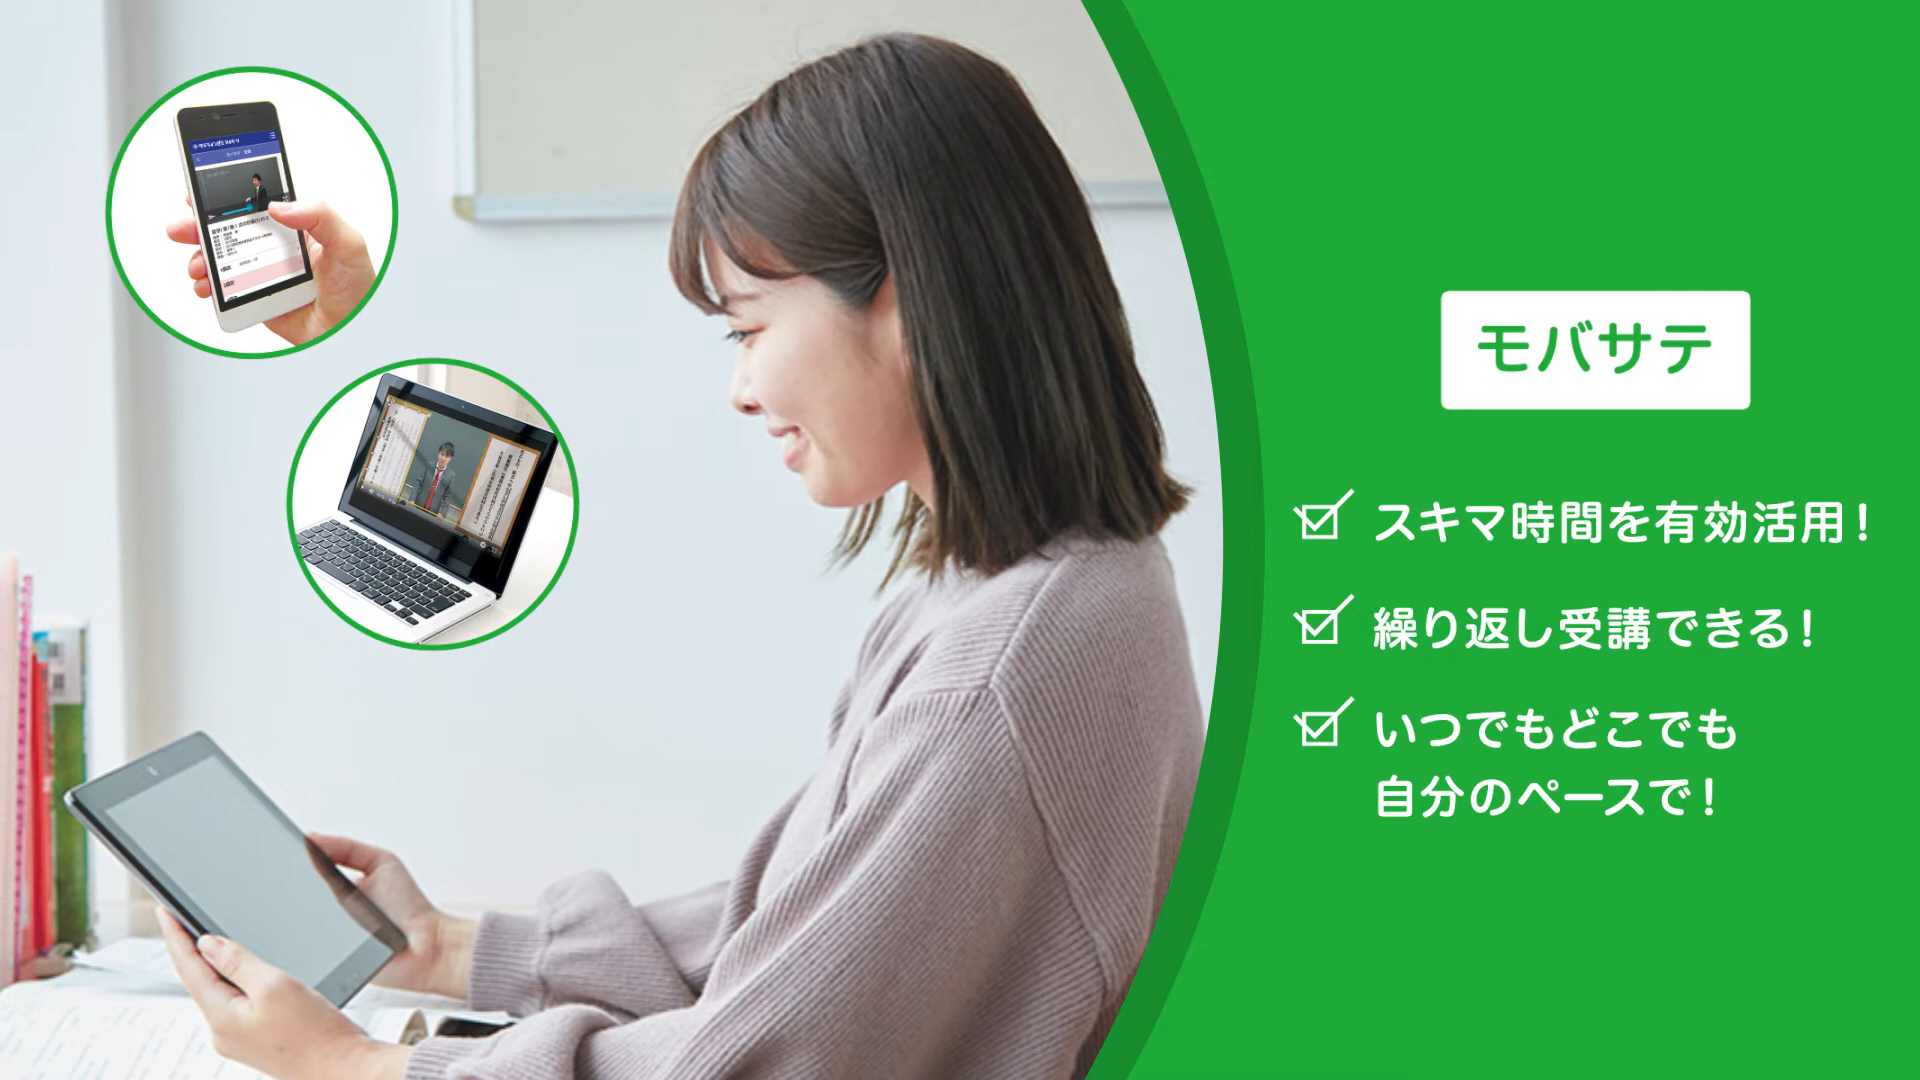 モバサテ
スキマ時間を有効活用！
繰り返し受講できる！
いつでもどこでも
自分のペースで！